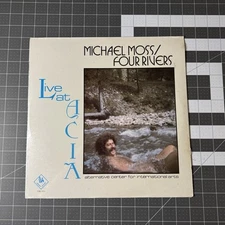 MICHAEL MOSS/
FOUR RIVERS
Live
at
ACIA
alternative center for international arts